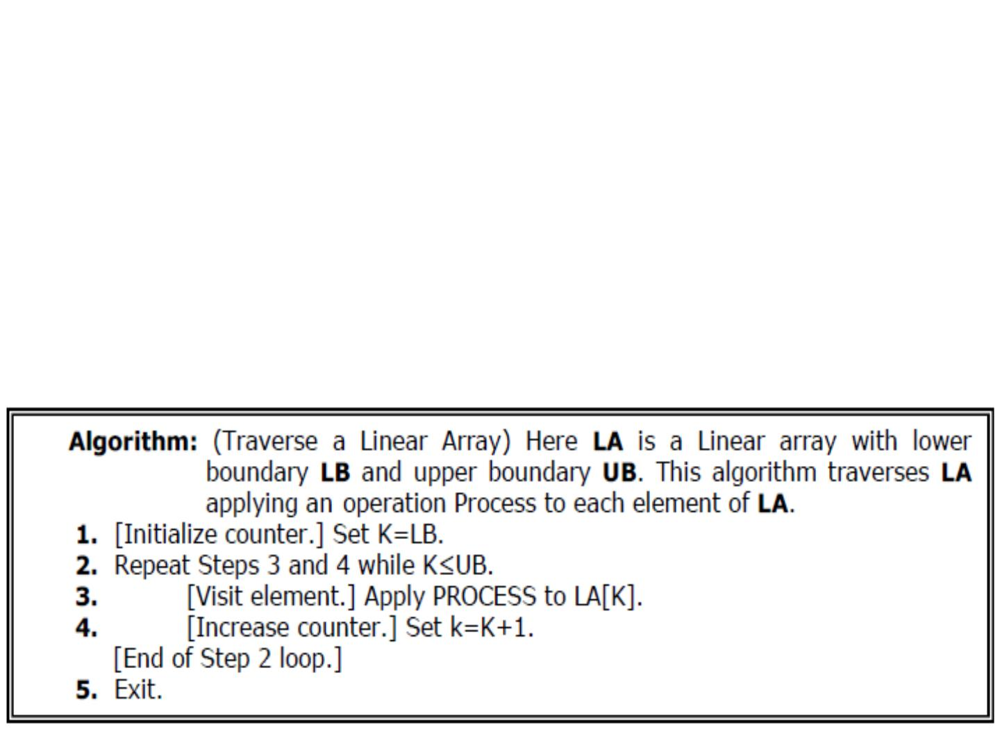 Algorithm: (Traverse a Linear Array) Here LA is a Linear array with lower
boundary LB and upper boundary UB. This algorithm traverses LA
applying an operation Process to each element of LA.
1. [Initialize counter.] Set K=LB.
2. Repeat Steps 3 and 4 while K≤UB.
3. [Visit element.] Apply PROCESS to LA[K].
4. [Increase counter.] Set k=K+1.
[End of Step 2 loop.]
5. Exit.